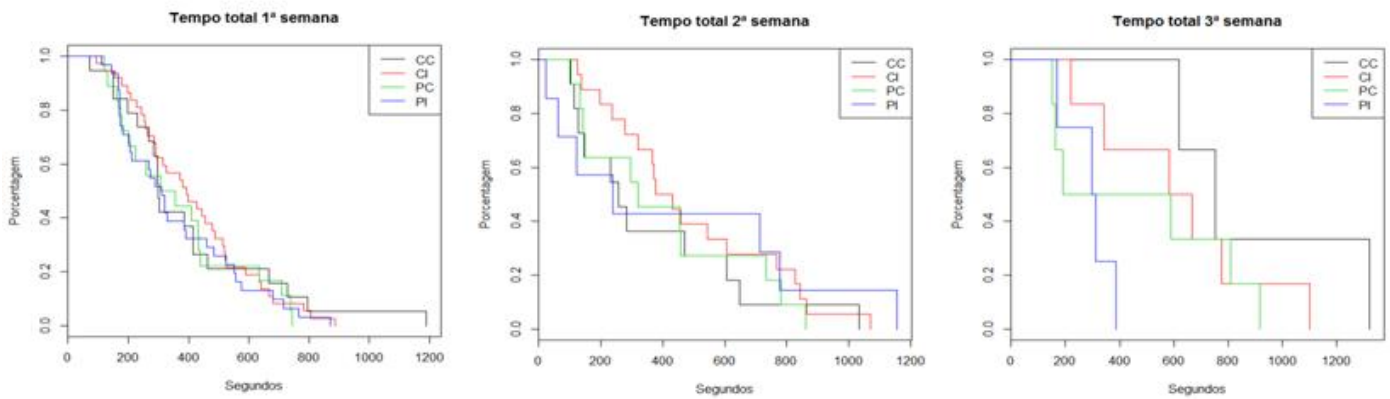 Tempo total 1ª semana
Porcentagem
1.0
0.8
0.6
0.4
0.2
0.0
CC
CI
PC
PI
0 200 400 600 800 1000 1200
Segundos
Tempo total 2ª semana
Porcentagem
1.0
0.8
0.6
0.4
0.2
0.0
CC
CI
PC
PI
0 200 400 600 800 1000 1200
Segundos
Tempo total 3ª semana
Porcentagem
1.0
0.8
0.6
0.4
0.2
0.0
CC
CI
PC
PI
0 200 400 600 800 1000 1200
Segundos